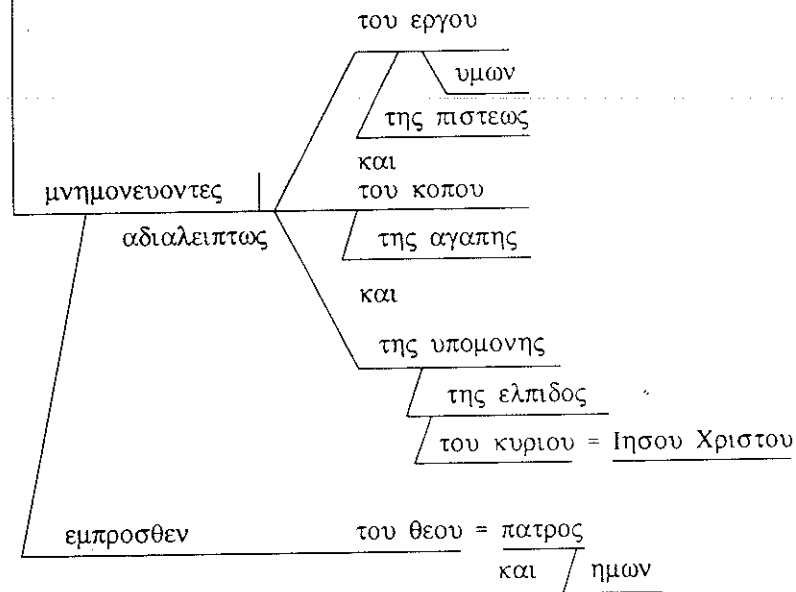 του εργου
υμων
της πιστεως
και
μνημονευοντες του κοπου
αδιαλειπτως της αγαπης
και
της υπομονης
της ελπιδος
του κυριου = Ιησου Χριστου
εμπροσθεν του θεου = πατρος
και ημων